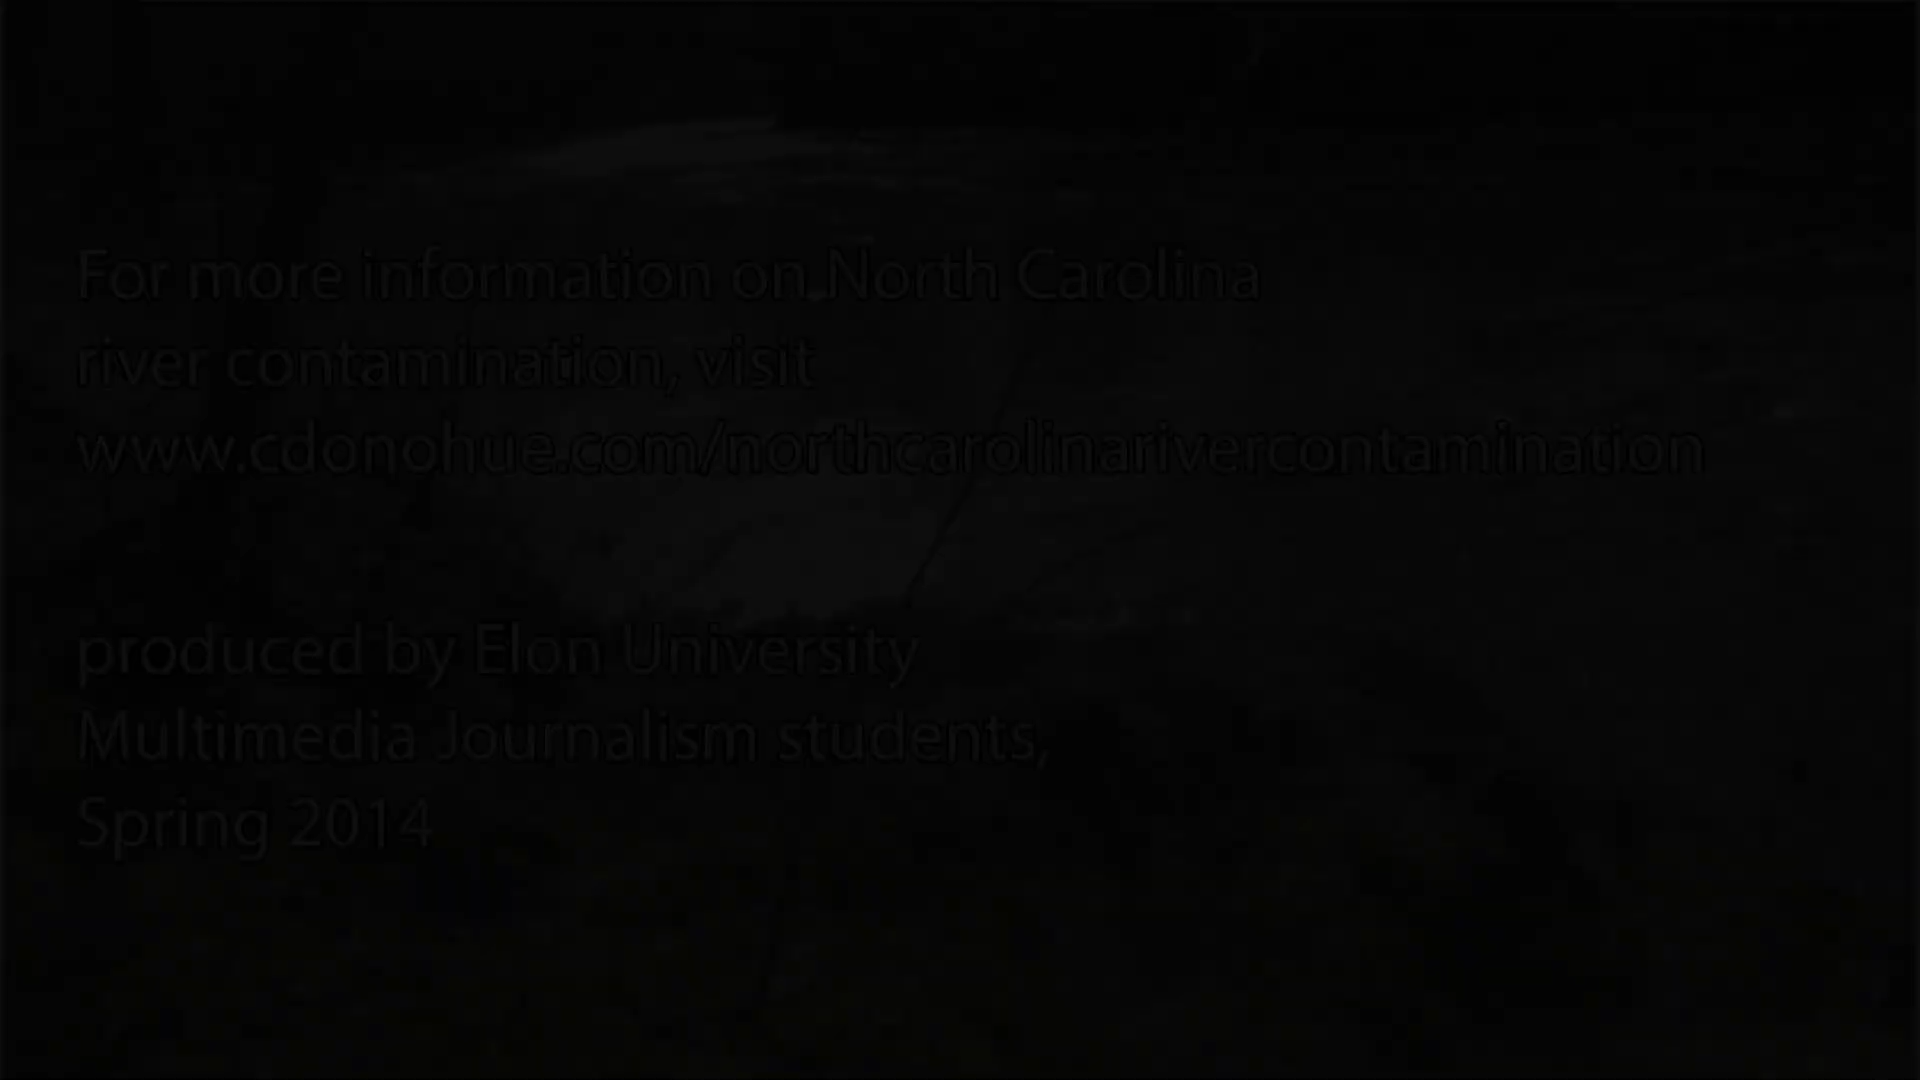 For more information on North Carolina
river contamination, visit
www.cdonohue.com/northcarolinarivercontamination
produced by Elon University
Multimedia Journalism students,
Spring 2014